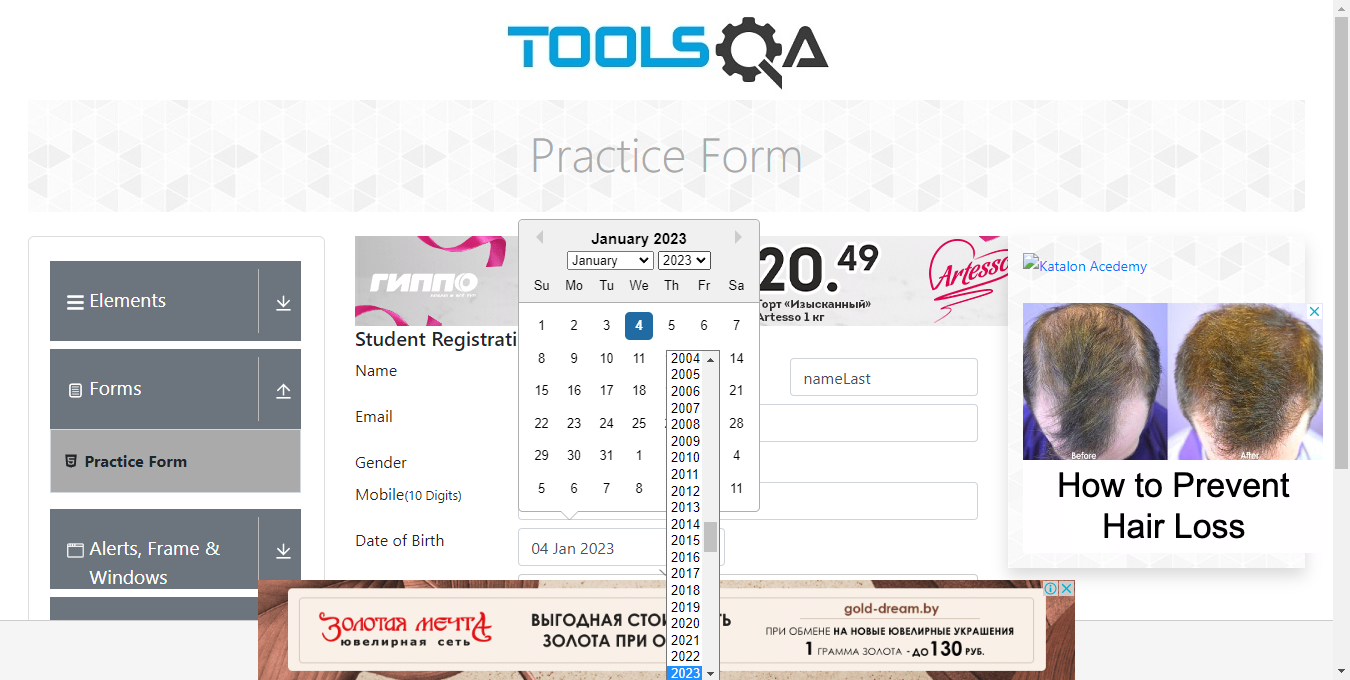 TOOLSQA
Practice Form
Elements
Forms
Practice Form
Alerts, Frame &
Windows
ГИППО
20.49
Торт «Изысканный»
Artesso 1 кг
Artesso
January 2023
January 2023
Su Mo Tu We Th Fr Sa
1 2 3 4 5 6 7
8 9 10 11 14
15 16 17 18 21
22 23 24 25 28
29 30 31 1 4
5 6 7 8 11
2004
2005
2006
2007
2008
2009
2010
2011
2012
2013
2014
2015
2016
2017
2018
2019
2020
2021
2022
2023
Student Registrati
Name
nameLast
Email
Gender
Mobile(10 Digits)
Date of Birth
04 Jan 2023
Katalon Acedemy
Before After
How to Prevent
Hair Loss
ЗОЛОТАЯ МЕЧТА
ювелирная сеть
ВЫГОДНАЯ
ЗОЛОТА ПРИ
gold-dream.by
ПРИ ОБМЕНЕ НА НОВЫЕ ЮВЕЛИРНЫЕ УКРАШЕНИЯ
1 ГРАММА ЗОЛОТА - ДО 130 РУБ.